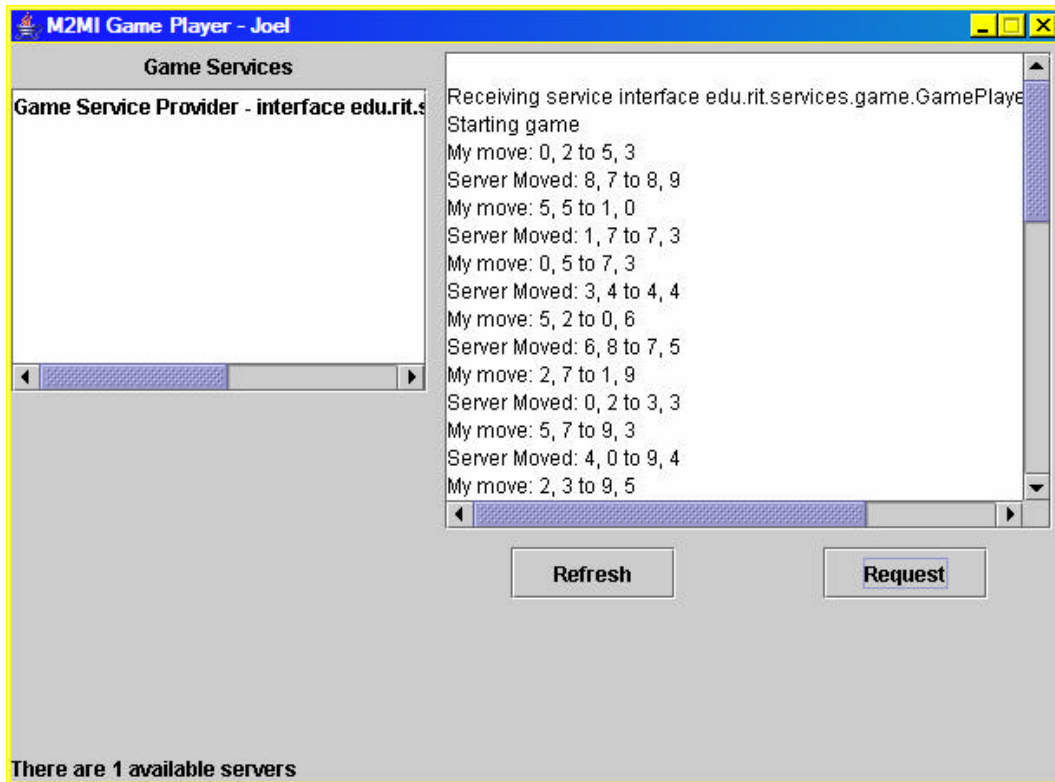 M2MI Game Player - Joel
Game Services
Game Service Provider - interface edu.rit.s
Receiving service interface edu.rit.services.game.GamePlaye
Starting game
My move: 0, 2 to 5, 3
Server Moved: 8, 7 to 8, 9
My move: 5, 5 to 1, 0
Server Moved: 1, 7 to 7, 3
My move: 0, 5 to 7, 3
Server Moved: 3, 4 to 4, 4
My move: 5, 2 to 0, 6
Server Moved: 6, 8 to 7, 5
My move: 2, 7 to 1, 9
Server Moved: 0, 2 to 3, 3
My move: 5, 7 to 9, 3
Server Moved: 4, 0 to 9, 4
My move: 2, 3 to 9, 5
Refresh
Request
There are 1 available servers